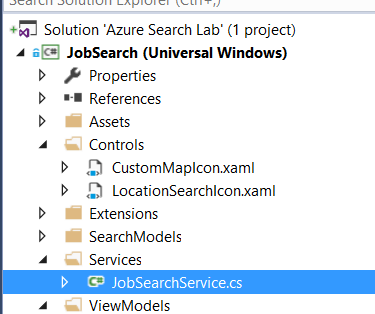 Search Solution Explorer (Ctrl+;)
Solution 'Azure Search Lab' (1 project)
C# JobSearch (Universal Windows)
Properties
References
Assets
Controls
CustomMapIcon.xaml
LocationSearchIcon.xaml
Extensions
SearchModels
Services
C# JobSearchService.cs
ViewModels